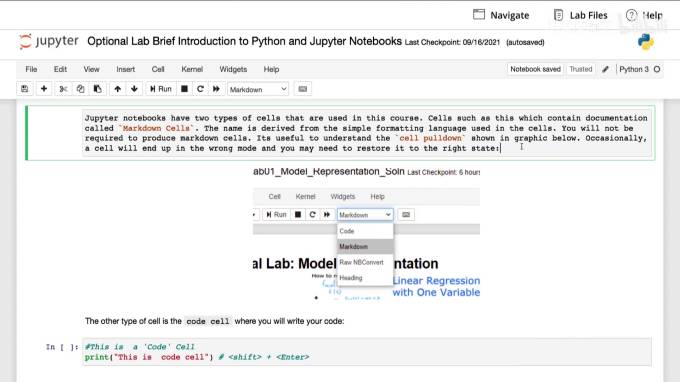 Navigate Lab Files Help
jupyter Optional Lab Brief Introduction to Python and Jupyter Notebooks Last Checkpoint: 09/16/2021 (autosaved)
File Edit View Insert Cell Kernel Widgets Help Notebook saved Trusted Python 3
Run Markdown
Jupyter notebooks have two types of cells that are used in this course. Cells such as this which contain documentation
called `Markdown Cells`. The name is derived from the simple formatting language used in the cells. You will not be
required to produce markdown cells. Its useful to understand the `cell pulldown` shown in graphic below. Occasionally,
a cell will end up in the wrong mode and you may need to restore it to the right state:
ab01_Model_Representation_Soln Last Checkpoint: 6 hours
Cell Kernel Widgets Help
Run Markdown
Code
Markdown
Raw NBConvert
Heading
al Lab: Model
ntation
How to
Linear Regression
with One Variable
The other type of cell is the code cell where you will write your code:
In [ ]: #This is a 'Code' Cell
print("This is code cell") # <shift> + <Enter>